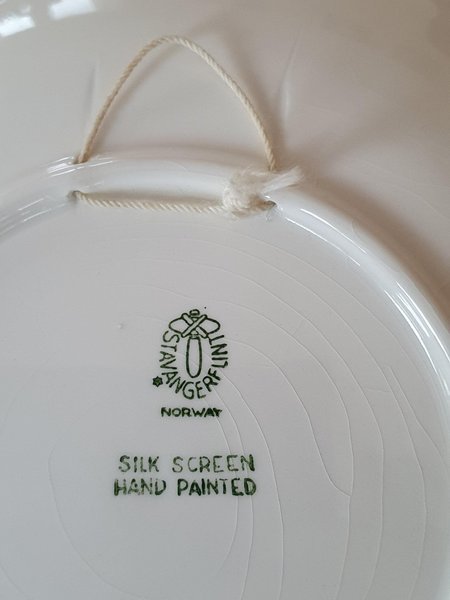 STAVANGERFLINT
NORWAY
SILK SCREEN
HAND PAINTED